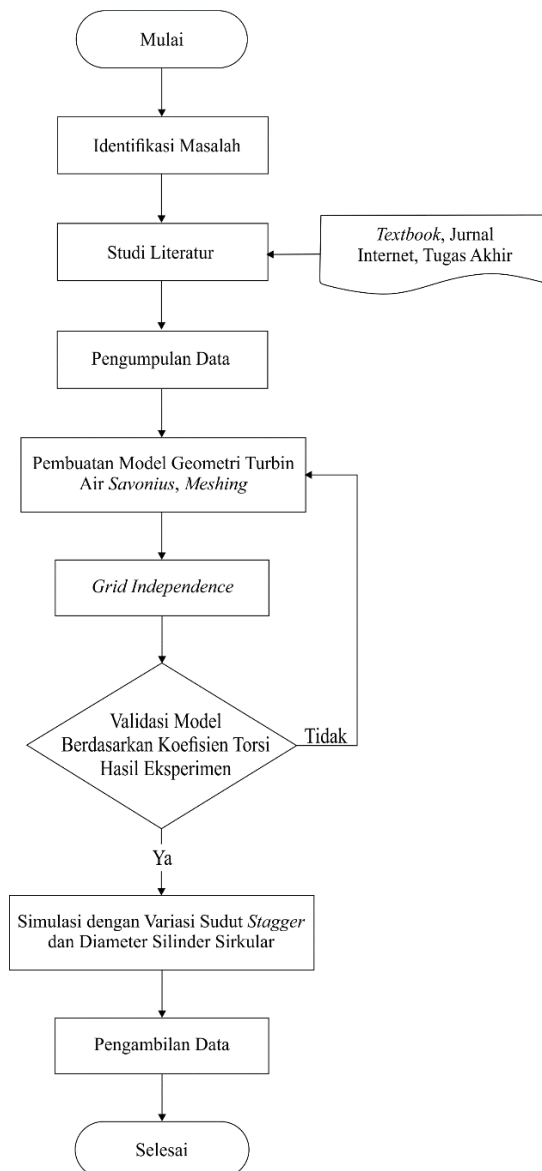 Mulai
Identifikasi Masalah
Studi Literatur
Textbook, Jurnal
Internet, Tugas Akhir
Pengumpulan Data
Pembuatan Model Geometri Turbin
Air Savonius, Meshing
Grid Independence
Validasi Model
Berdasarkan Koefisien Torsi
Hasil Eksperimen
Tidak
Ya
Simulasi dengan Variasi Sudut Stagger
dan Diameter Silinder Sirkular
Pengambilan Data
Selesai